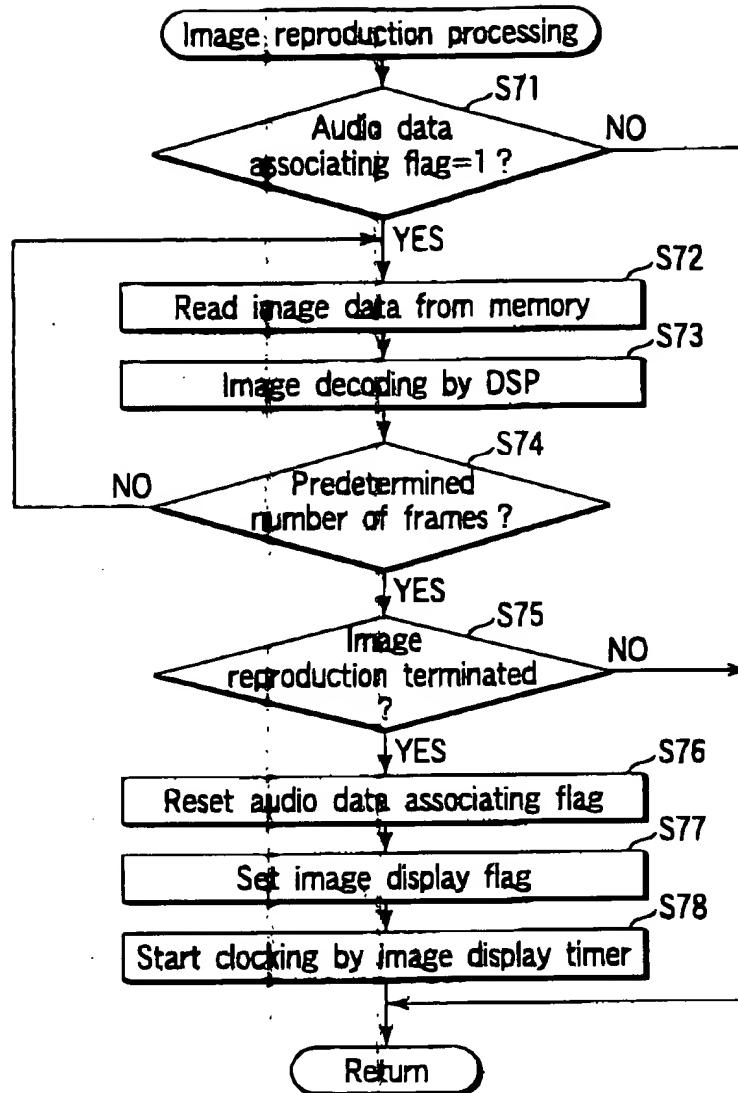 Image reproduction processing
S71
Audio data
associating flag=1 ?
NO
YES
S72
Read image data from memory
S73
Image decoding by DSP
S74
NO
Predetermined
number of frames ?
YES
S75
Image
reproduction terminated
?
NO
YES
S76
Reset audio data associating flag
S77
Set image display flag
S78
Start clocking by image display timer
Return